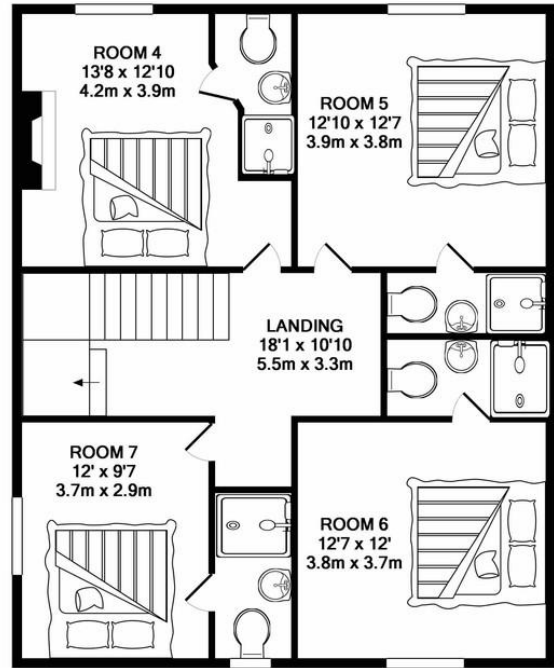 ROOM 4
13'8 x 12'10
4.2m x 3.9m
ROOM 5
12'10 x 12'7
3.9m x 3.8m
LANDING
18'1 x 10'10
5.5m x 3.3m
ROOM 7
12' x 9'7
3.7m x 2.9m
ROOM 6
12'7 x 12'
3.8m x 3.7m